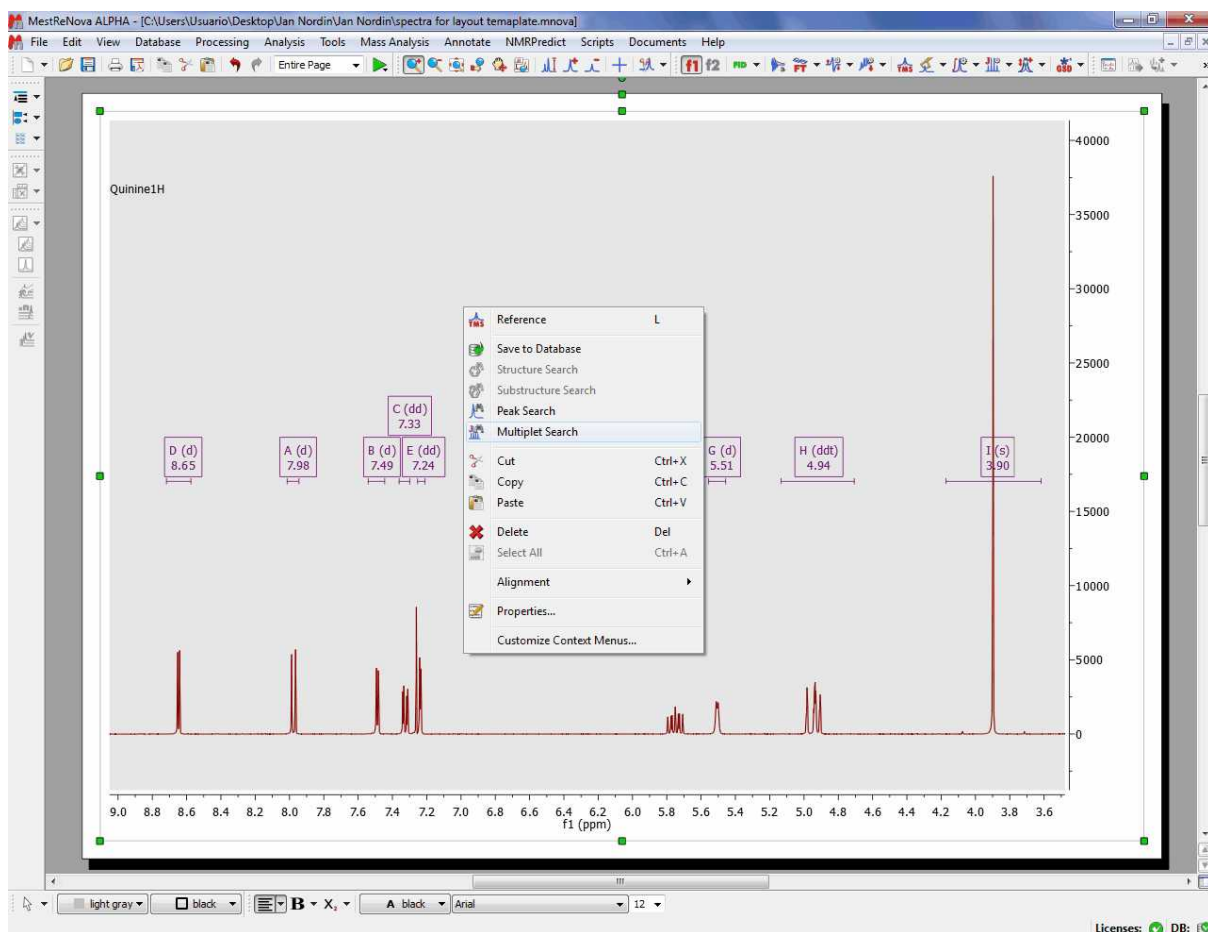 MestReNova ALPHA - [C:\Users\Usuario\Desktop\Jan Nordin\Jan Nordin\spectra for layout temaplate.mnova]
File Edit View Database Processing Analysis Tools Mass Analysis Annotate NMRPredict Scripts Documents Help
Entire Page f1 f2
Quinine1H
40000
35000
30000
25000
20000
15000
10000
5000
0
C (dd)
7.33
D (d) A (d) B (d) E (dd) G (d) H (ddt) I (s)
8.65 7.98 7.49 7.24 5.51 4.94 3.90
Reference L
Save to Database
Structure Search
Substructure Search
Peak Search
Multiplet Search
Cut Ctrl+X
Copy Ctrl+C
Paste Ctrl+V
Delete Del
Select All Ctrl+A
Alignment
Properties...
Customize Context Menus...
9.0 8.8 8.6 8.4 8.2 8.0 7.8 7.6 7.4 7.2 7.0 6.8 6.6 6.4 6.2 6.0 5.8 5.6 5.4 5.2 5.0 4.8 4.6 4.4 4.2 4.0 3.8 3.6
f1 (ppm)
light gray black B X₂ A black Arial 12
Licenses: DB: